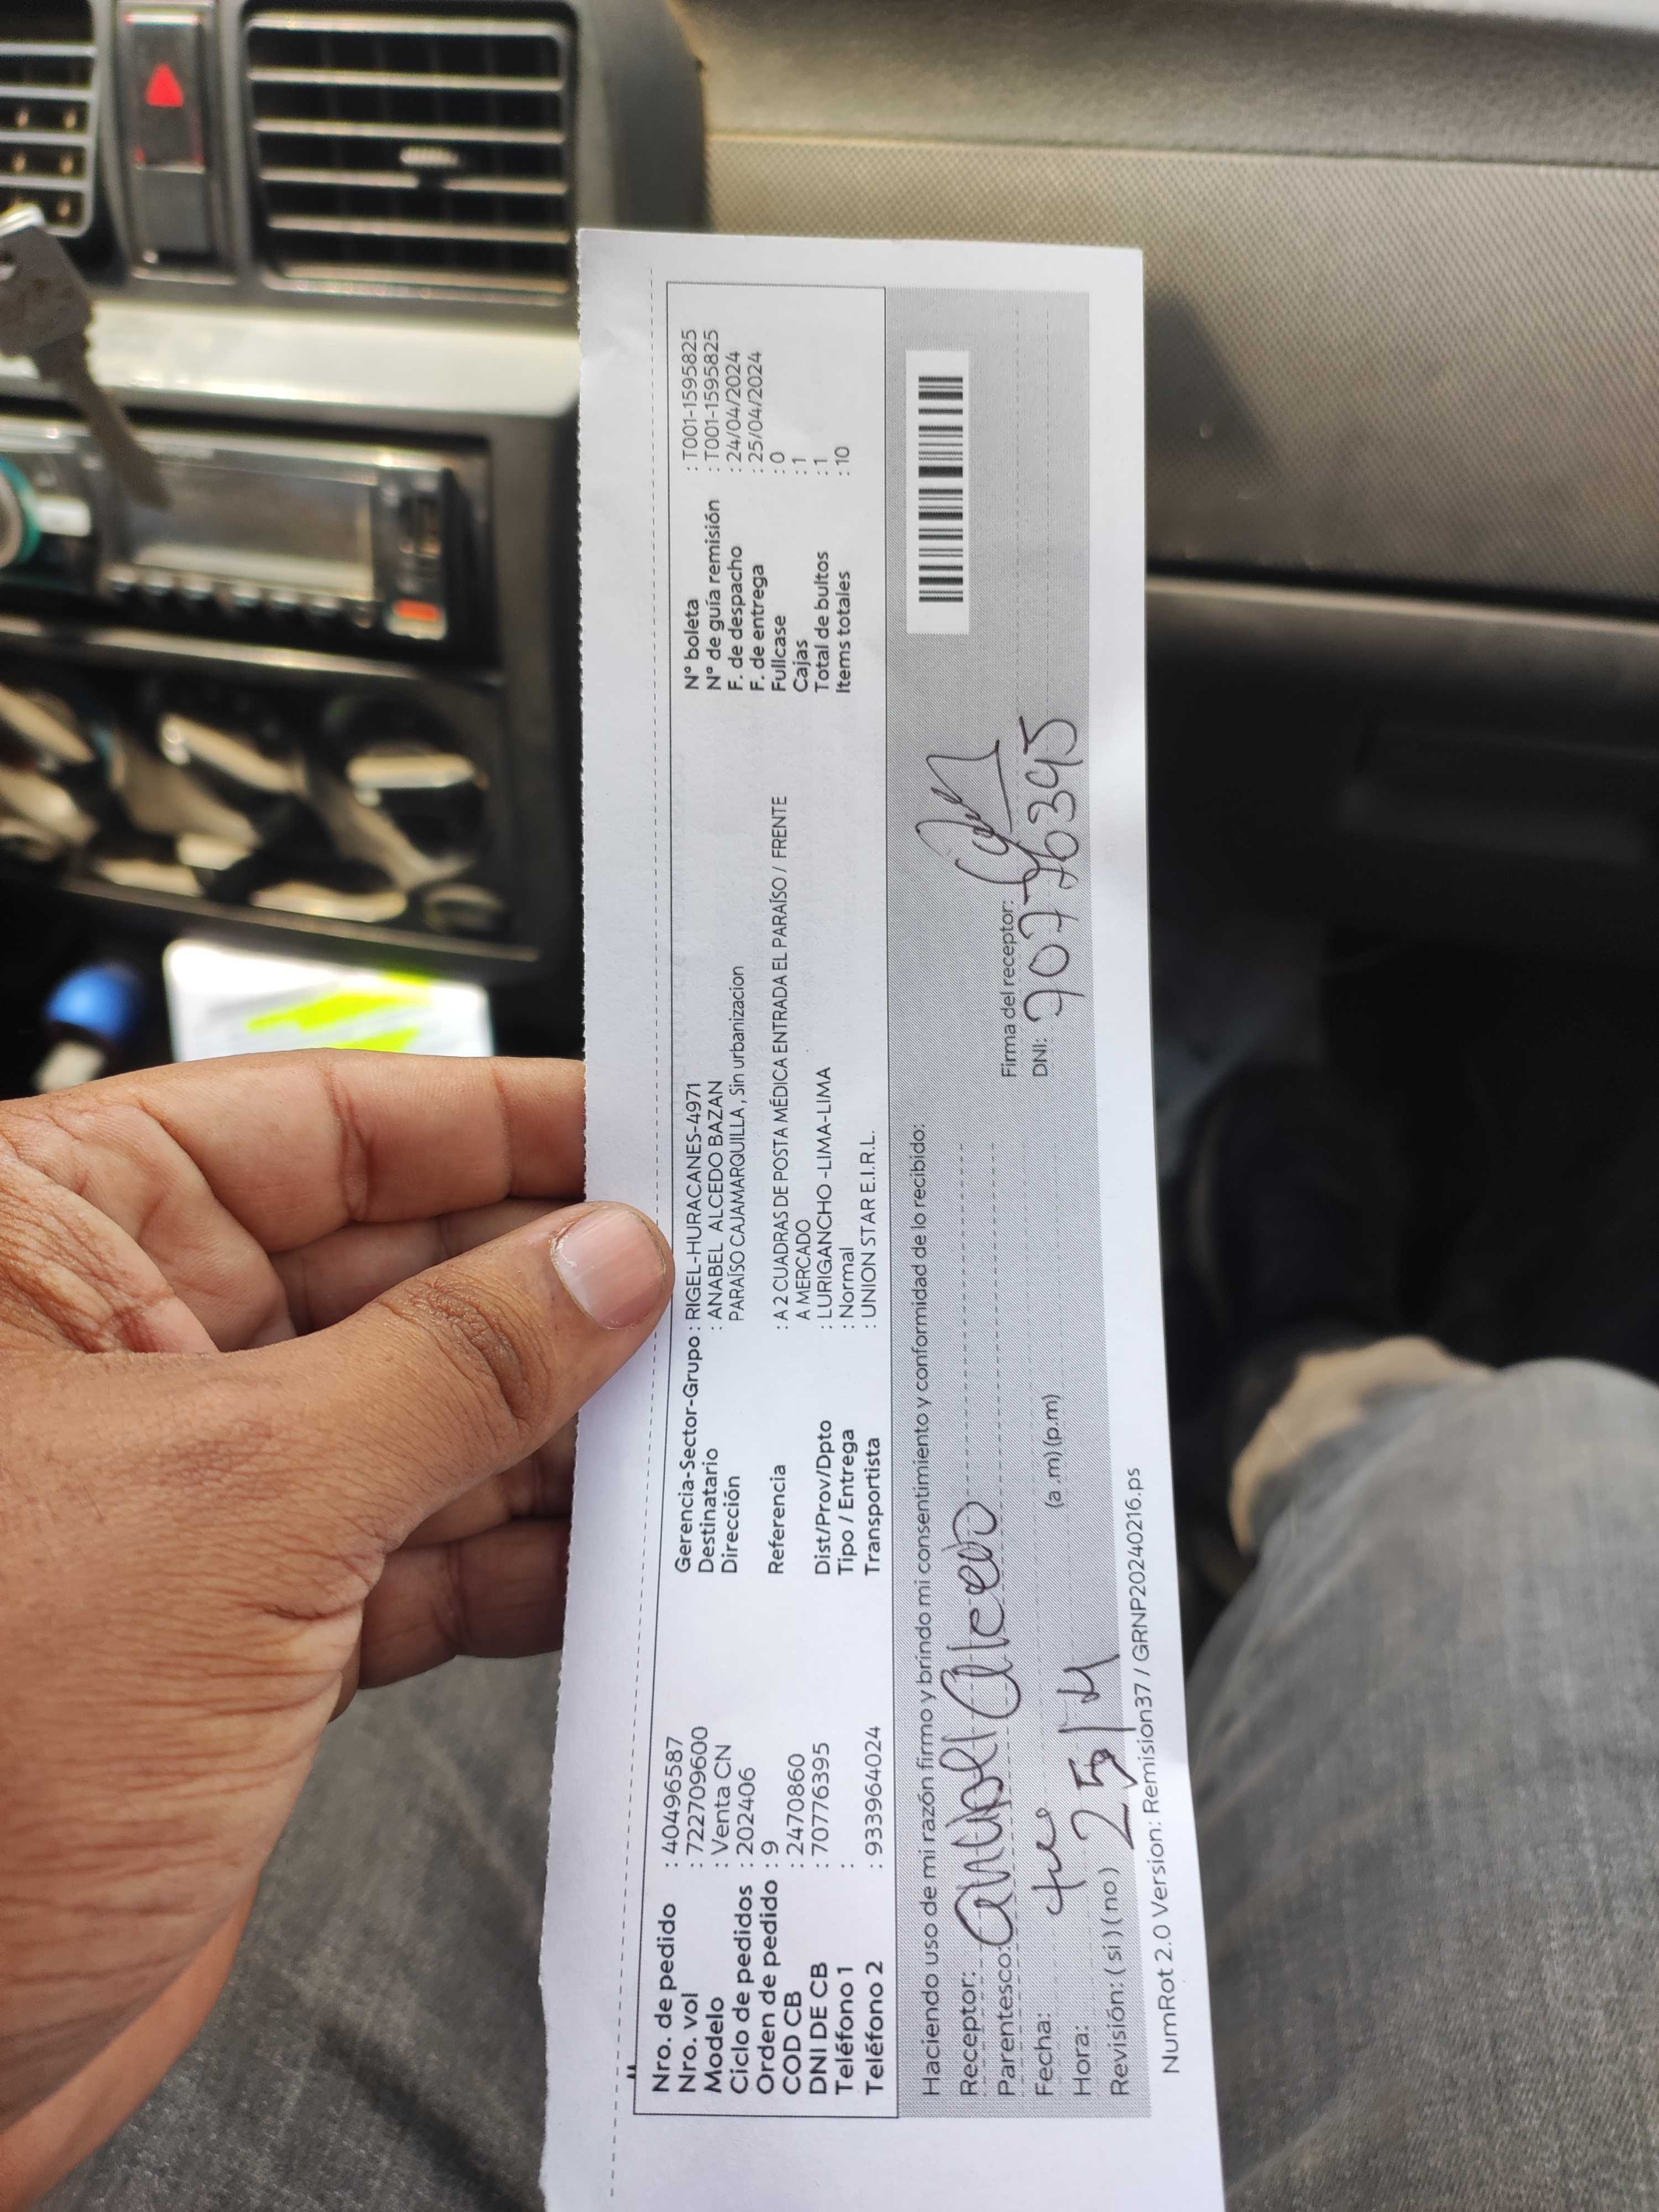 Nro. de pedido : 40496587
Nro. vol : 722709600
Modelo : Venta CN
Ciclo de pedidos : 202406
Orden de pedido : 9
COD CB : 2470860
DNI DE CB : 70776395
Teléfono 1 :
Teléfono 2 : 933964024
Gerencia-Sector-Grupo : RIGEL-HURACANES-4971
Destinatario : ANABEL ALCEDO BAZAN
Dirección PARAÍSO CAJAMARQUILLA , Sin urbanizacion
Referencia : A 2 CUADRAS DE POSTA MÉDICA ENTRADA EL PARAÍSO / FRENTE
A MERCADO
Dist/Prov/Dpto : LURIGANCHO -LIMA-LIMA
Tipo / Entrega : Normal
Transportista : UNION STAR E.I.R.L.
N° boleta : T001-1595825
N° de guía remisión : T001-1595825
F. de despacho : 24/04/2024
F. de entrega : 25/04/2024
Fullcase : 0
Cajas : 1
Total de bultos : 1
Items totales : 10
Haciendo uso de mi razón firmo y brindo mi consentimiento y conformidad de lo recibido:
Receptor: Anabel Alcedo
Parentesco:
Fecha:
Hora: (a .m) (p.m)
Revisión: ( si ) ( no ) 25/4
Firma del receptor:
DNI: 70776395
NumRot 2.0 Version: Remision37 / GRNP20240216.ps